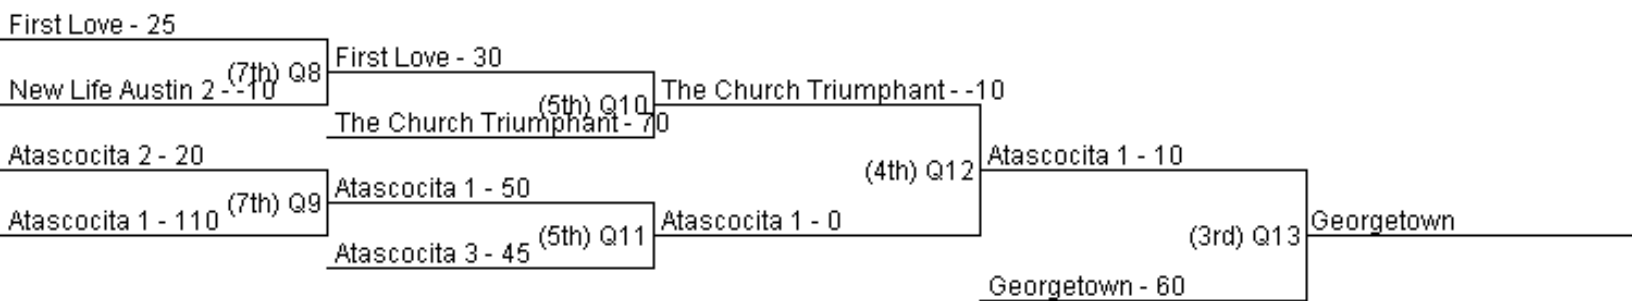 First Love - 25
First Love - 30
(7th) Q8
New Life Austin 2 - -10
The Church Triumphant - -10
(5th) Q10
The Church Triumphant - 70
Atascocita 2 - 20
Atascocita 1 - 10
(4th) Q12
Atascocita 1 - 50
(7th) Q9
Atascocita 1 - 110
Atascocita 1 - 0
Georgetown
(5th) Q11
(3rd) Q13
Atascocita 3 - 45
Georgetown - 60